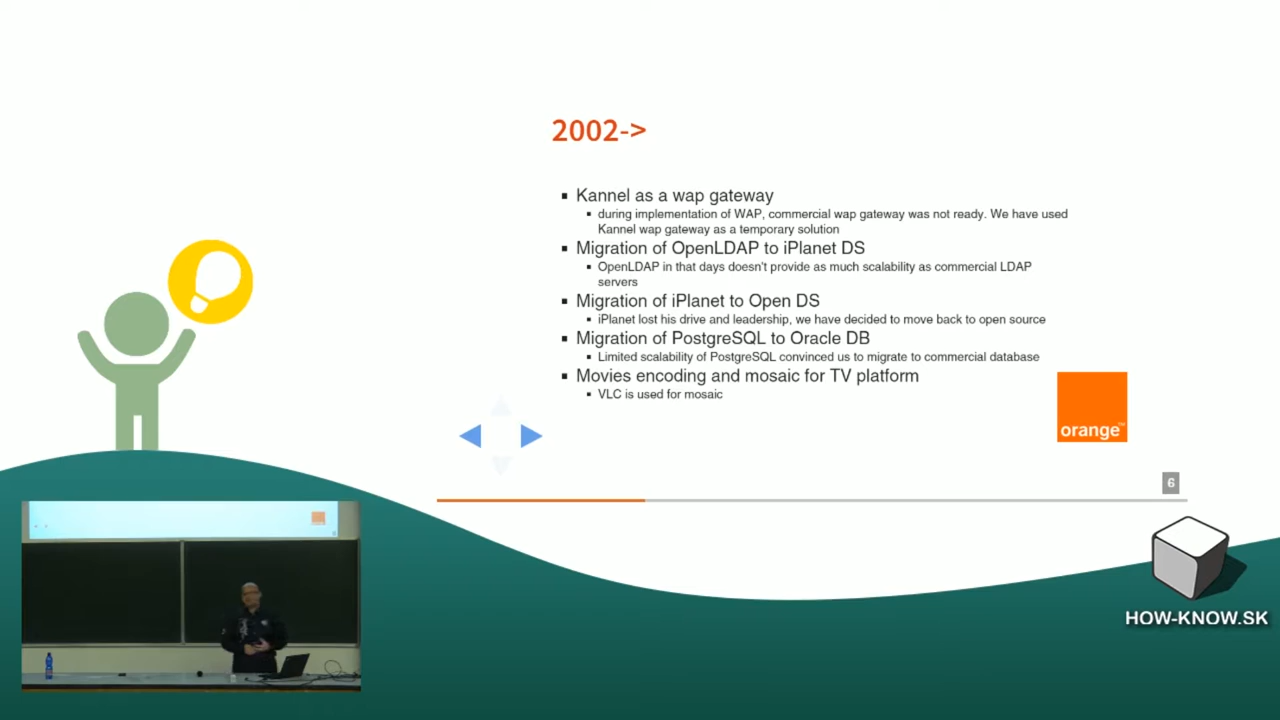 2002->
Kannel as a wap gateway
during implementation of WAP, commercial wap gateway was not ready. We have used
Kannel wap gateway as a temporary solution
Migration of OpenLDAP to iPlanet DS
OpenLDAP in that days doesn't provide as much scalability as commercial LDAP
servers
Migration of iPlanet to Open DS
iPlanet lost his drive and leadership, we have decided to move back to open source
Migration of PostgreSQL to Oracle DB
Limited scalability of PostgreSQL convinced us to migrate to commercial database
Movies encoding and mosaic for TV platform
VLC is used for mosaic
orange™
6
HOW-KNOW.SK